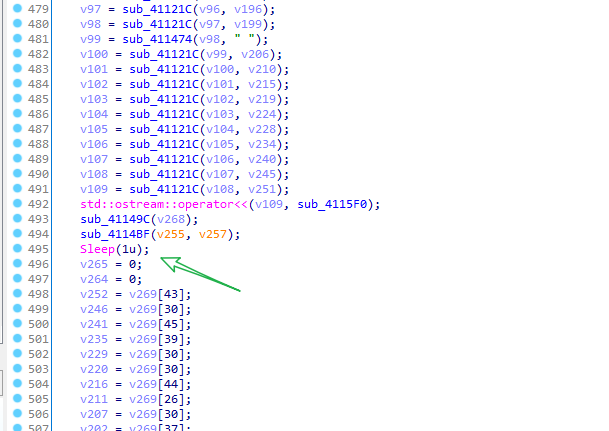 479 v97 = sub_41121C(v96, v196);
480 v98 = sub_41121C(v97, v199);
481 v99 = sub_411474(v98, " ");
482 v100 = sub_41121C(v99, v206);
483 v101 = sub_41121C(v100, v210);
484 v102 = sub_41121C(v101, v215);
485 v103 = sub_41121C(v102, v219);
486 v104 = sub_41121C(v103, v224);
487 v105 = sub_41121C(v104, v228);
488 v106 = sub_41121C(v105, v234);
489 v107 = sub_41121C(v106, v240);
490 v108 = sub_41121C(v107, v245);
491 v109 = sub_41121C(v108, v251);
492 std::ostream::operator<<(v109, sub_4115F0);
493 sub_41149C(v268);
494 sub_4114BF(v255, v257);
495 Sleep(1u);
496 v265 = 0;
497 v264 = 0;
498 v252 = v269[43];
499 v246 = v269[30];
500 v241 = v269[45];
501 v235 = v269[39];
502 v229 = v269[30];
503 v220 = v269[30];
504 v216 = v269[44];
505 v211 = v269[26];
506 v207 = v269[30];
507 v202 = v269[37];